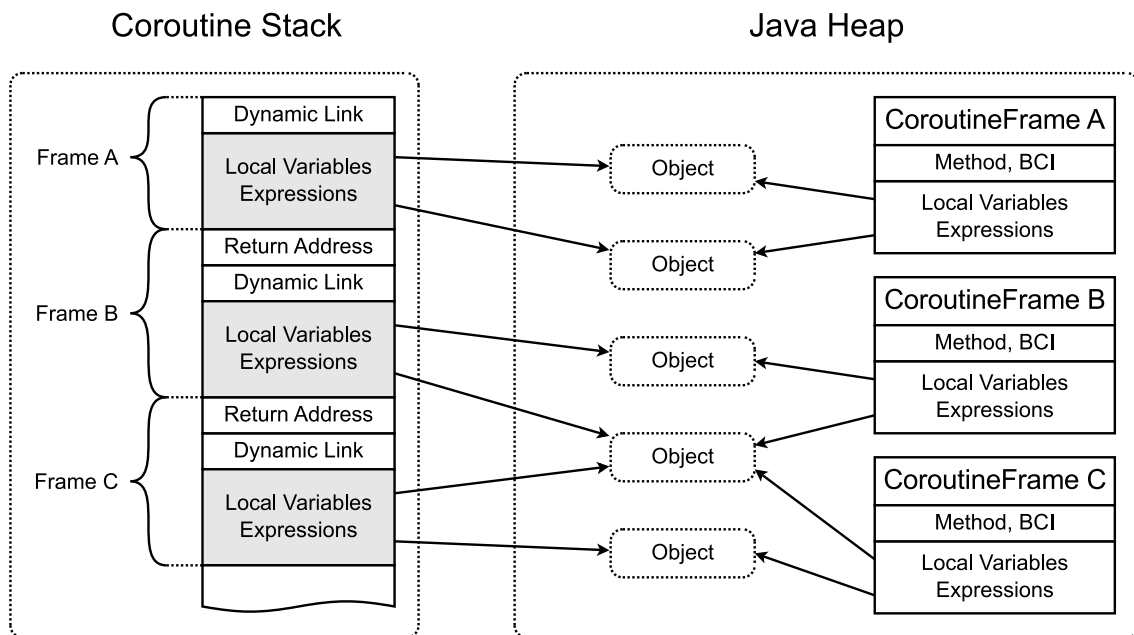 Coroutine Stack
Java Heap
Frame A
Dynamic Link
Local Variables
Expressions
Frame B
Return Address
Dynamic Link
Local Variables
Expressions
Frame C
Return Address
Dynamic Link
Local Variables
Expressions
Object
Object
Object
Object
Object
CoroutineFrame A
Method, BCI
Local Variables
Expressions
CoroutineFrame B
Method, BCI
Local Variables
Expressions
CoroutineFrame C
Method, BCI
Local Variables
Expressions